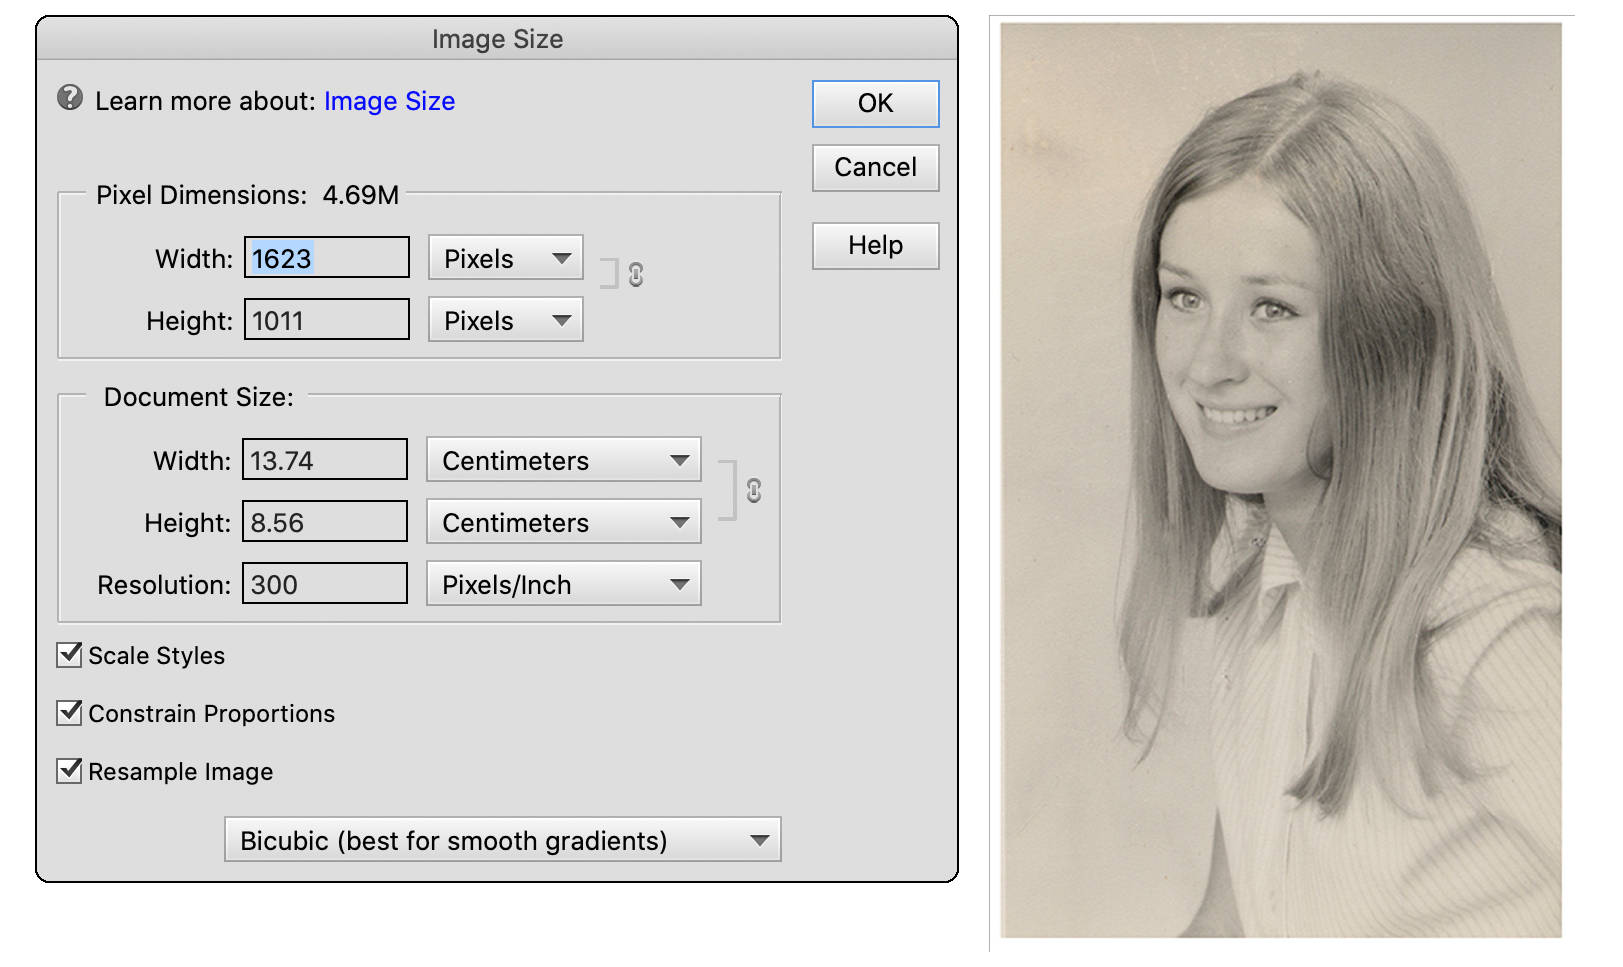 Image Size
Learn more about: Image Size
OK
Cancel
Help
Pixel Dimensions: 4.69M
Width: 1623 Pixels
Height: 1011 Pixels
Document Size:
Width: 13.74 Centimeters
Height: 8.56 Centimeters
Resolution: 300 Pixels/Inch
Scale Styles
Constrain Proportions
Resample Image
Bicubic (best for smooth gradients)